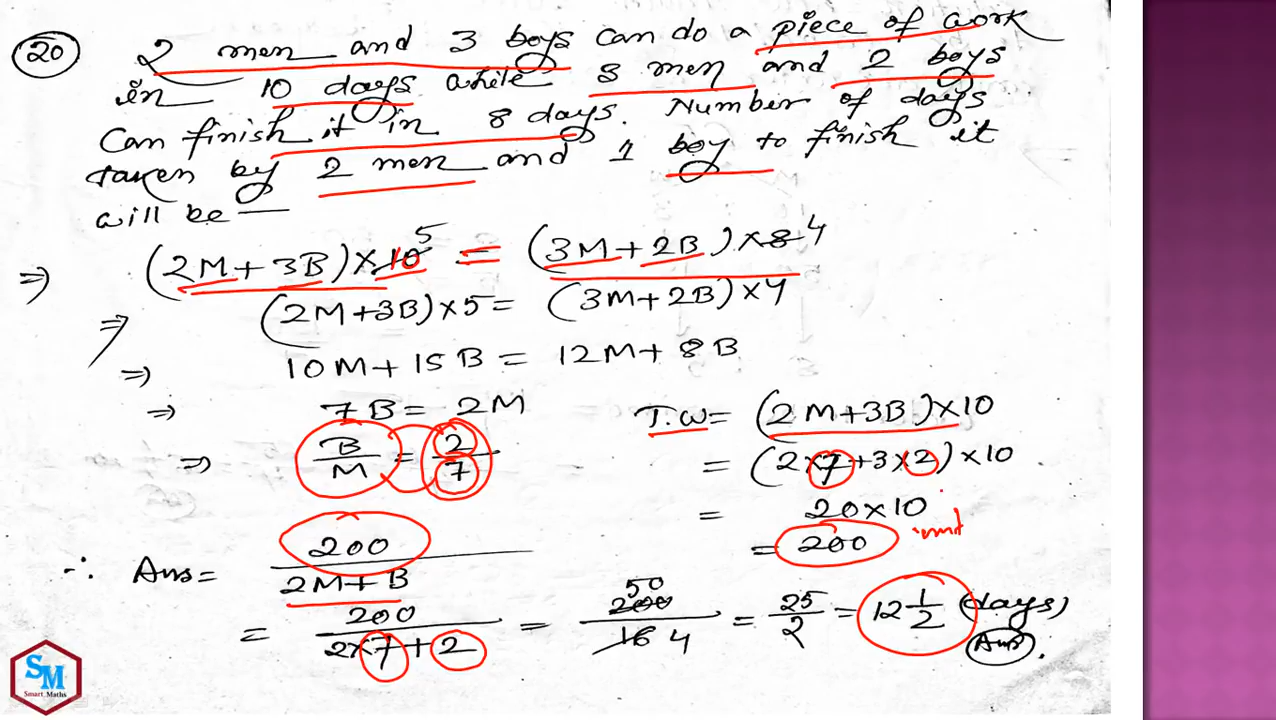 20 2 men and 3 boys can do a piece of work
in 10 days while 3 men and 2 boys
Can finish it in 8 days. Number of days
taken by 2 men and 1 boy to finish it
will be —
⇒ (2M+3B)×10 5 = (3M+2B)×8 4
⇒ (2M+3B)×5 = (3M+2B)×4
⇒ 10M+15B = 12M+8B
⇒ 7B = 2M
T.W = (2M+3B)×10
⇒ B/M = 2/7
= (2×7+3×2)×10
= 20×10
= 200 unit
∴ Ans = 200/2M+B
= 200/2×7+2 = 50 200/16 4 = 25/2 = 12 1/2 (days)
(Ans).
SM
Smart Maths